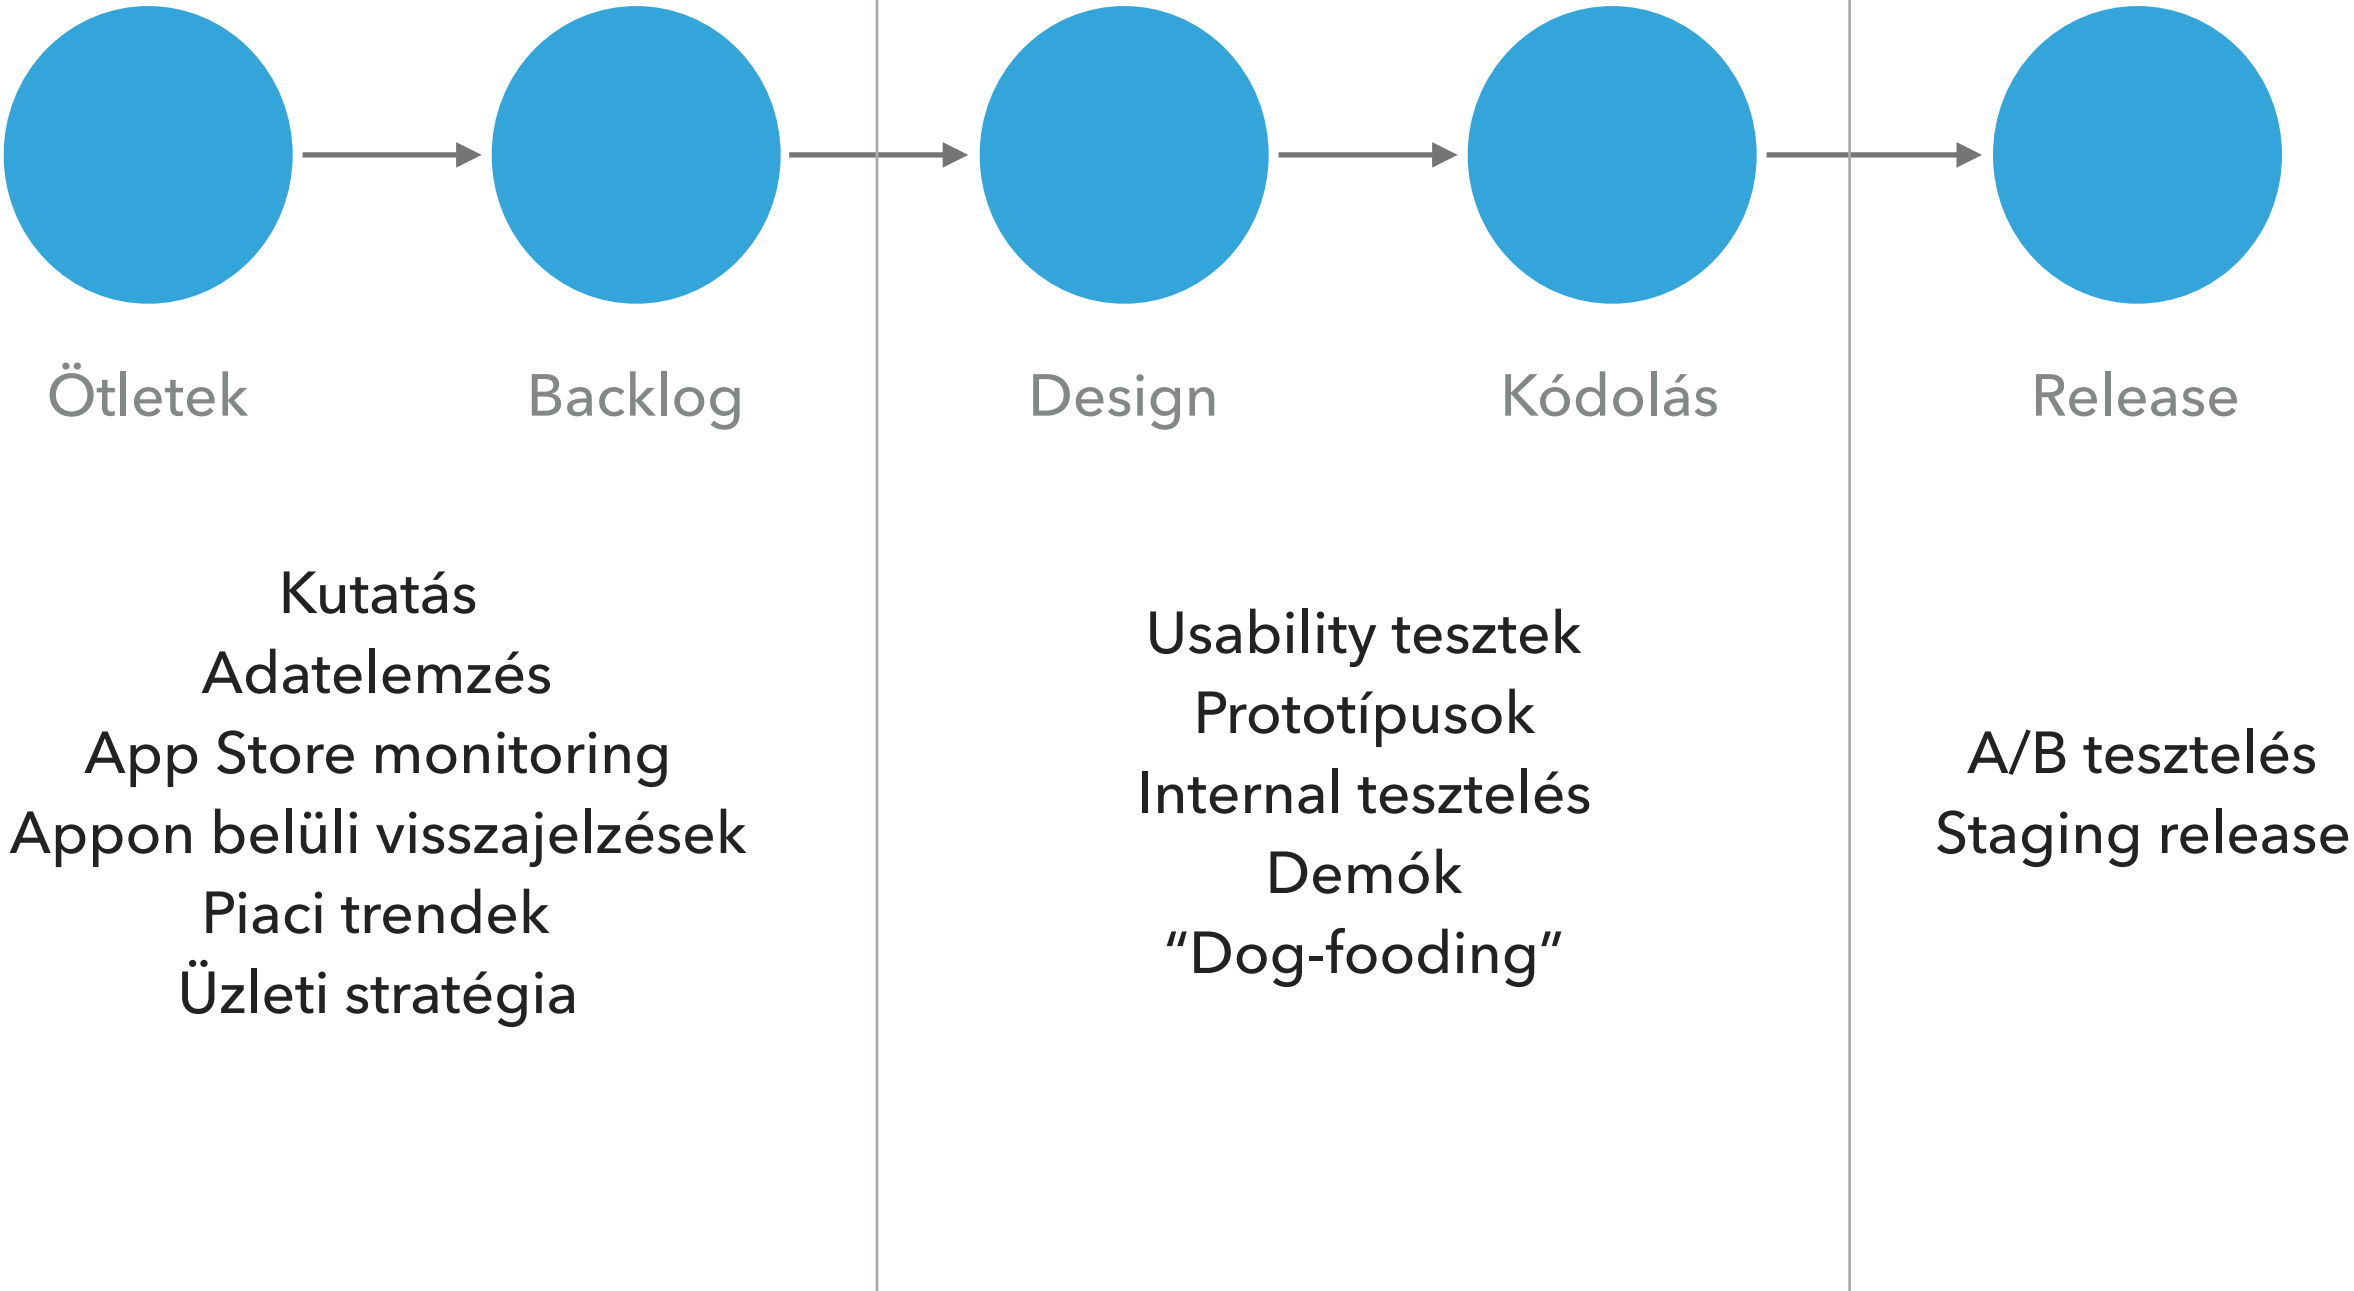 Ötletek
Backlog
Design
Kódolás
Release
Kutatás
Adatelemzés
App Store monitoring
Appon belüli visszajelzések
Piaci trendek
Üzleti stratégia
Usability tesztek
Prototípusok
Internal tesztelés
Demók
“Dog-fooding”
A/B tesztelés
Staging release